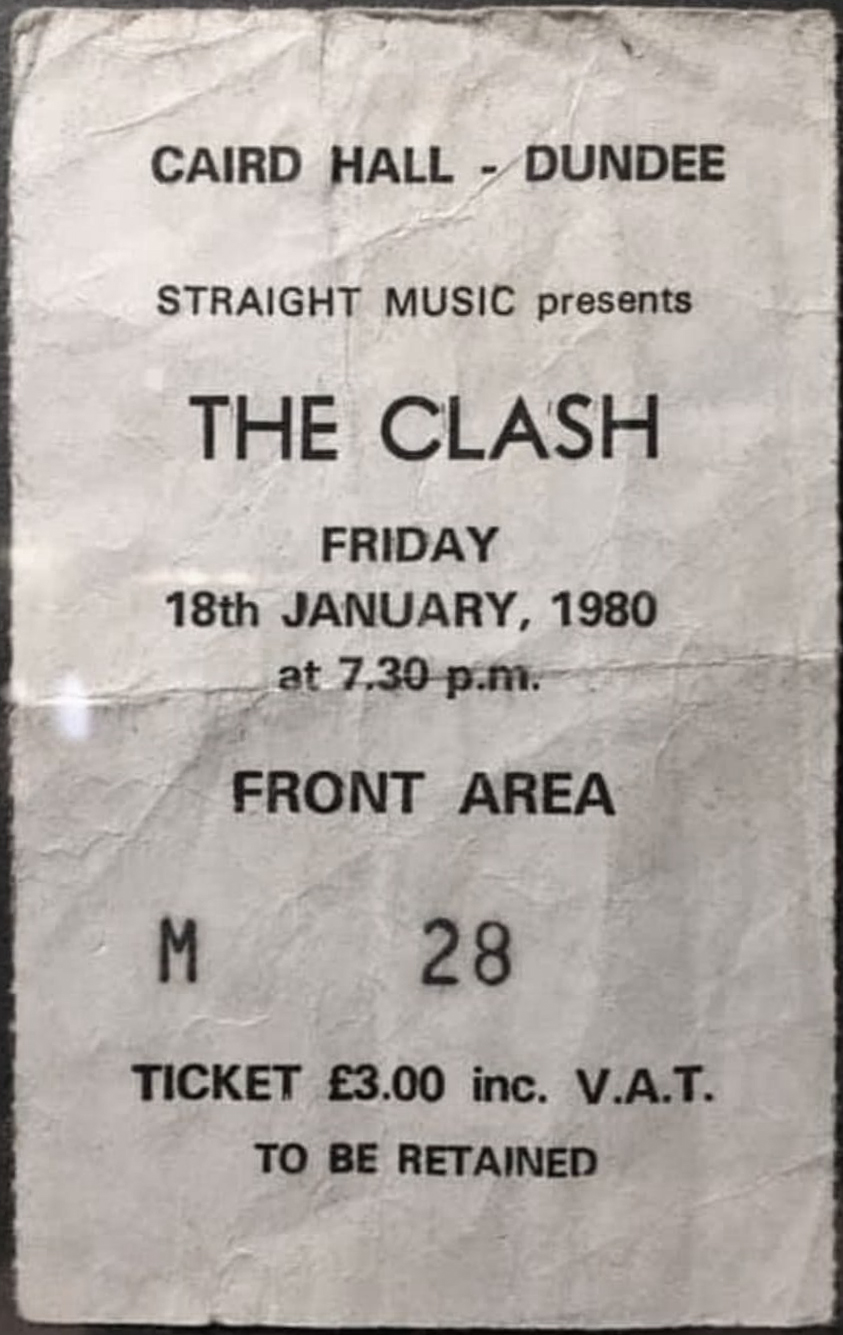 CAIRD HALL - DUNDEE
STRAIGHT MUSIC presents
THE CLASH
FRIDAY
18th JANUARY, 1980
at 7.30 p.m.
FRONT AREA
M 28
TICKET £3.00 inc. V.A.T.
TO BE RETAINED